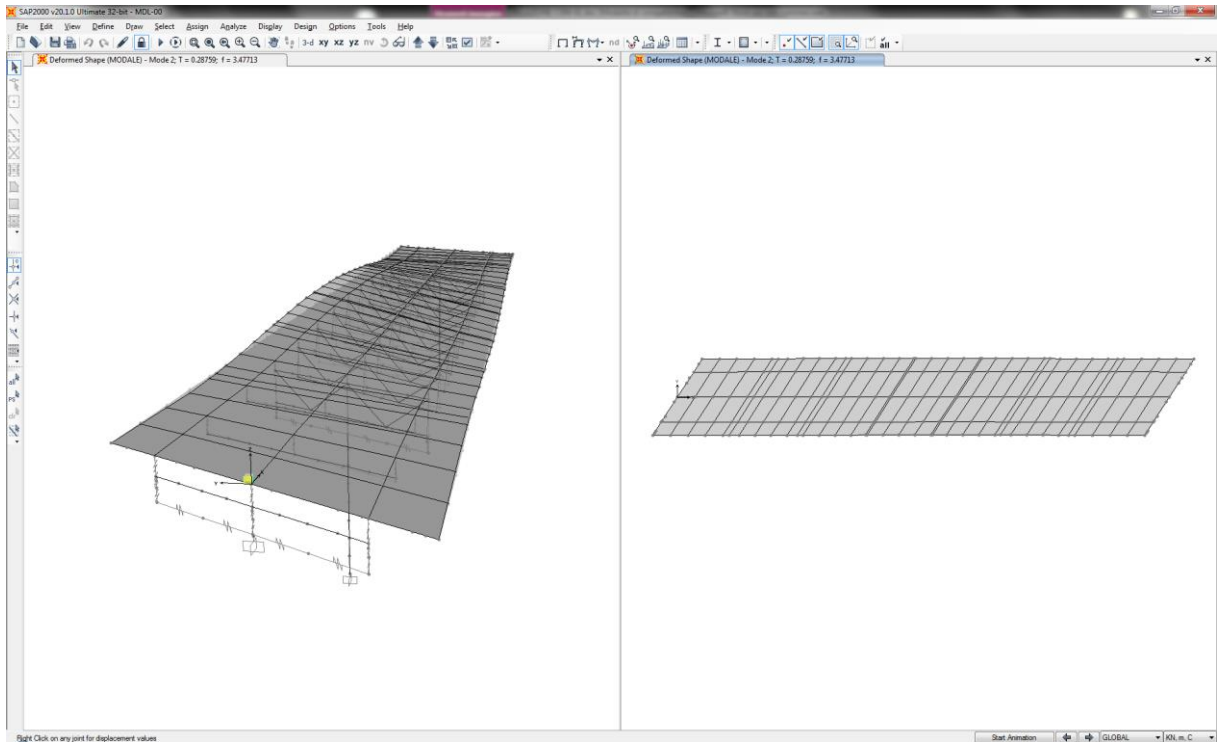 SAP2000 v20.1.0 Ultimate 32-bit - MDL-00
File Edit View Define Draw Select Assign Analyze Display Design Options Tools Help
3-d xy xz yz nv nd all
Deformed Shape (MODALE) - Mode 2; T = 0.28759; f = 3.47713
Deformed Shape (MODALE) - Mode 2; T = 0.28759; f = 3.47713
Right Click on any joint for displacement values
Start Animation GLOBAL KN, m, C